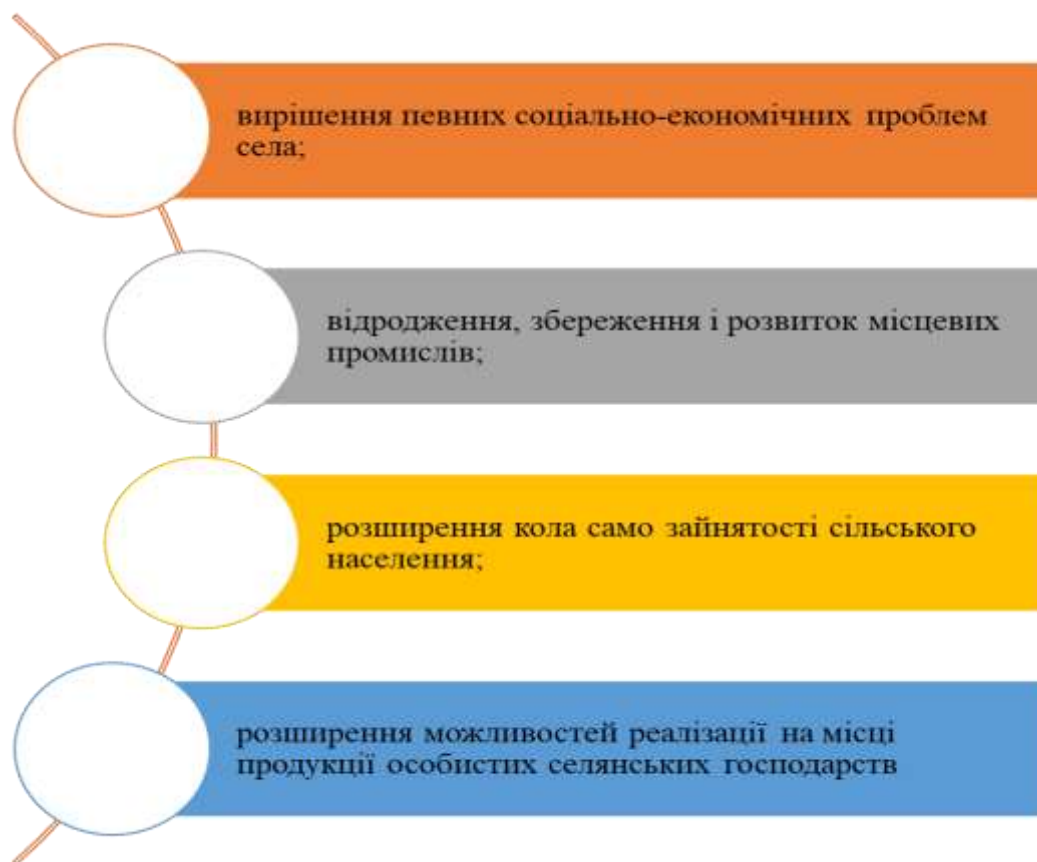 вирішення певних соціально-економічних проблем
села;
відродження, збереження і розвиток місцевих
промислів;
розширення кола само зайнятості сільського
населення;
розширення можливостей реалізації на місці
продукції особистих селянських господарств